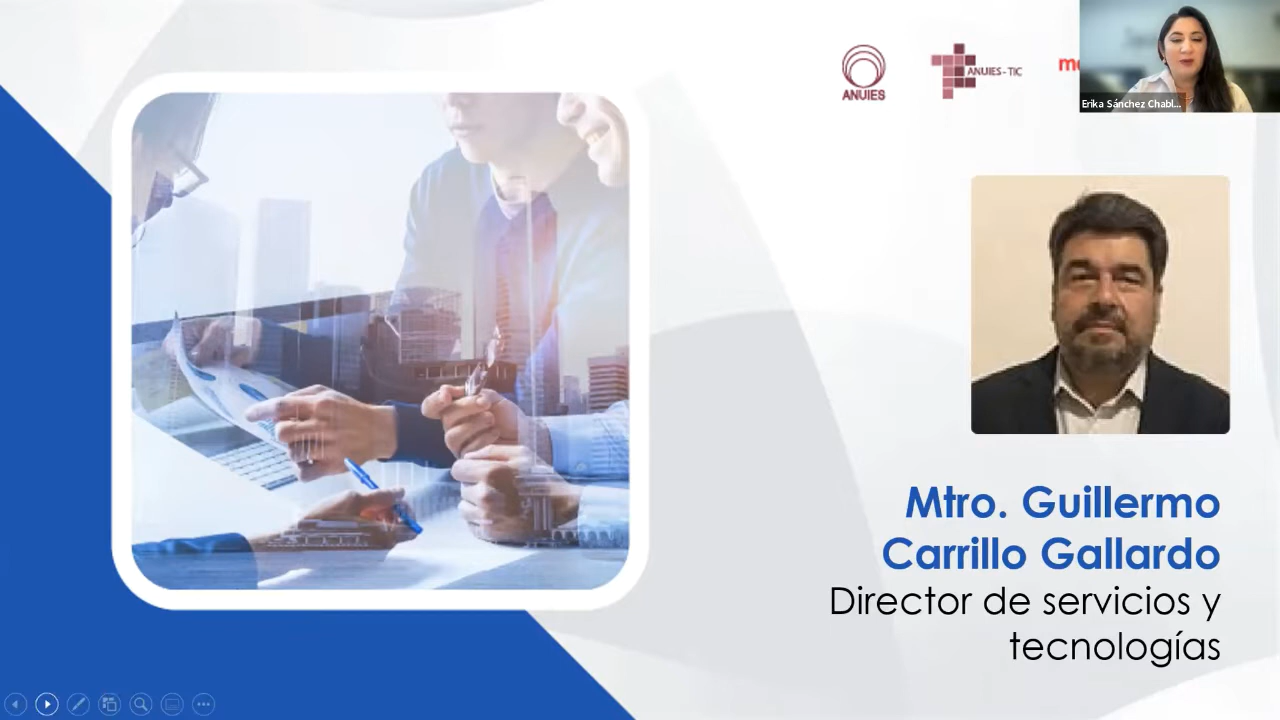 ANUIES
ANUIES - TIC
Erika Sánchez Chabl...
Mtro. Guillermo
Carrillo Gallardo
Director de servicios y
tecnologías